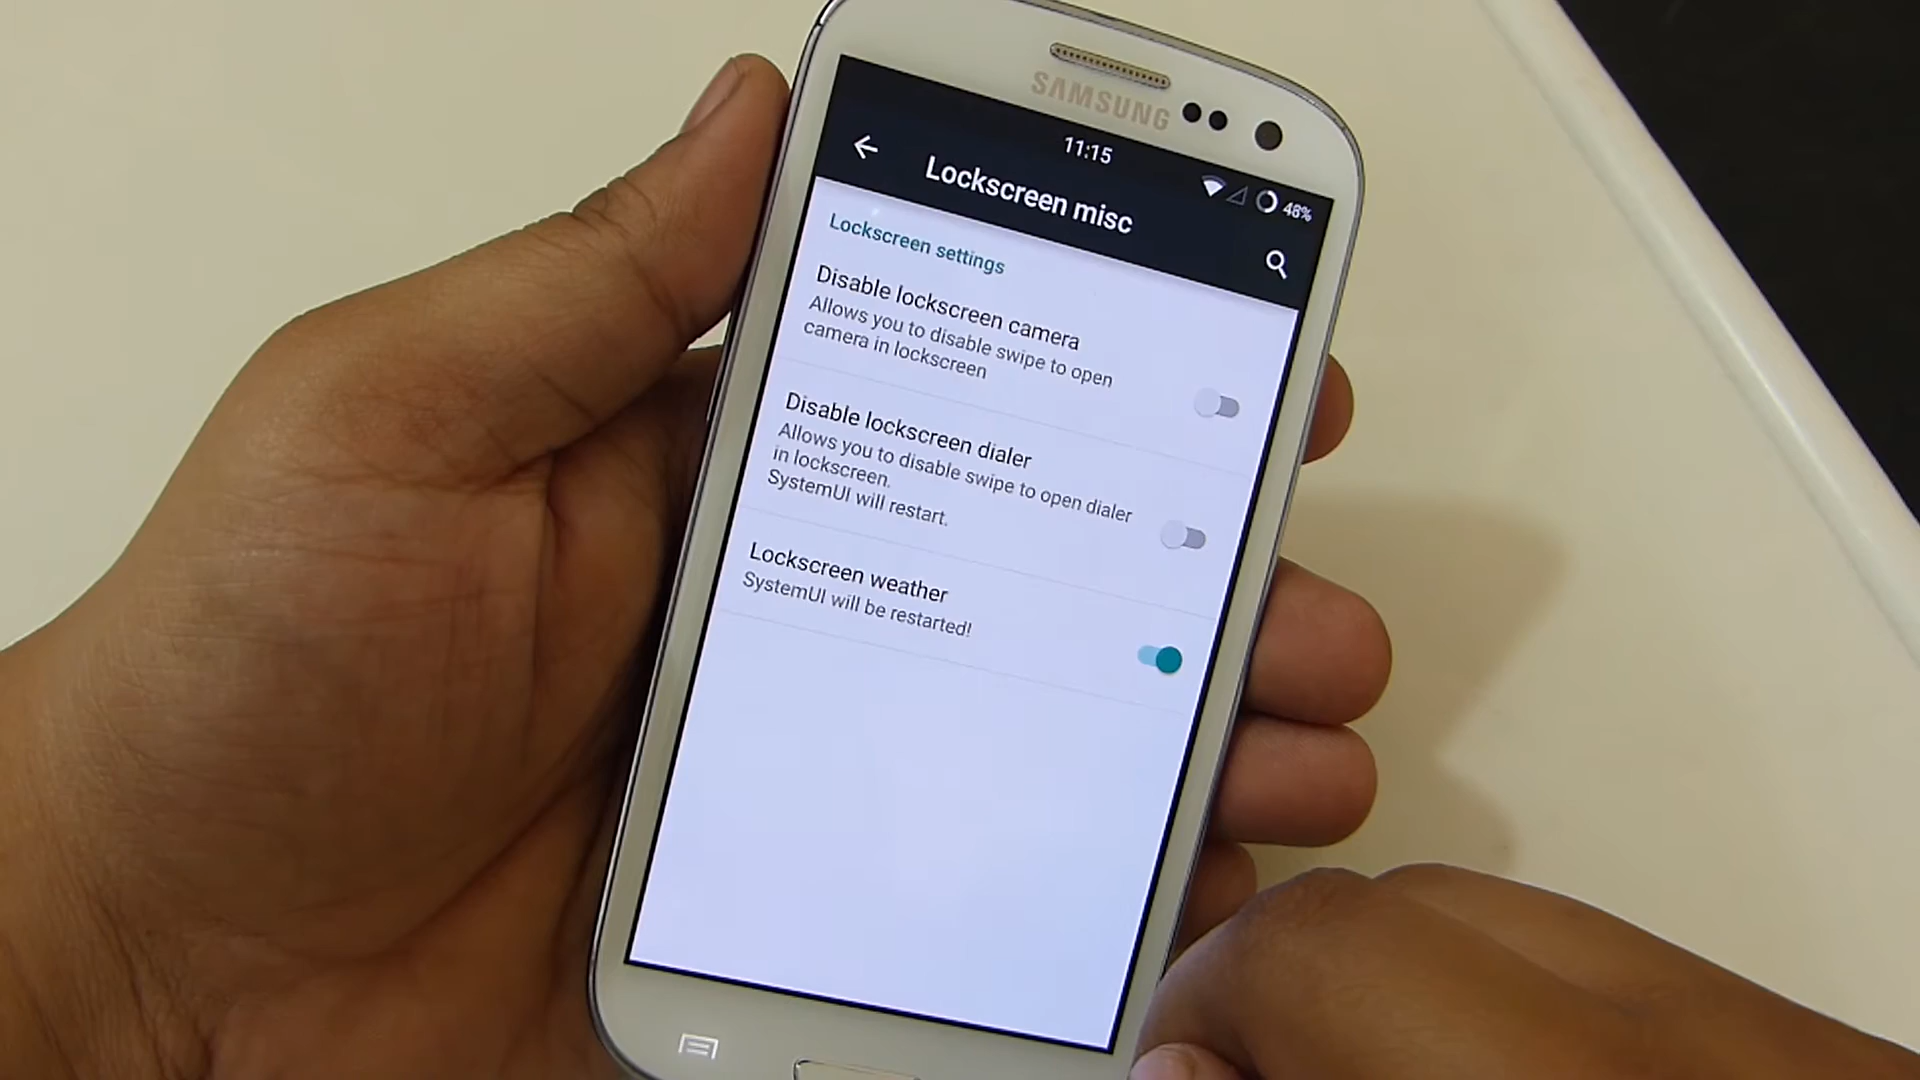 SAMSUNG
11:15
48%
Lockscreen misc
Lockscreen settings
Disable lockscreen camera
Allows you to disable swipe to open
camera in lockscreen
Disable lockscreen dialer
Allows you to disable swipe to open dialer
in lockscreen.
SystemUI will restart.
Lockscreen weather
SystemUI will be restarted!